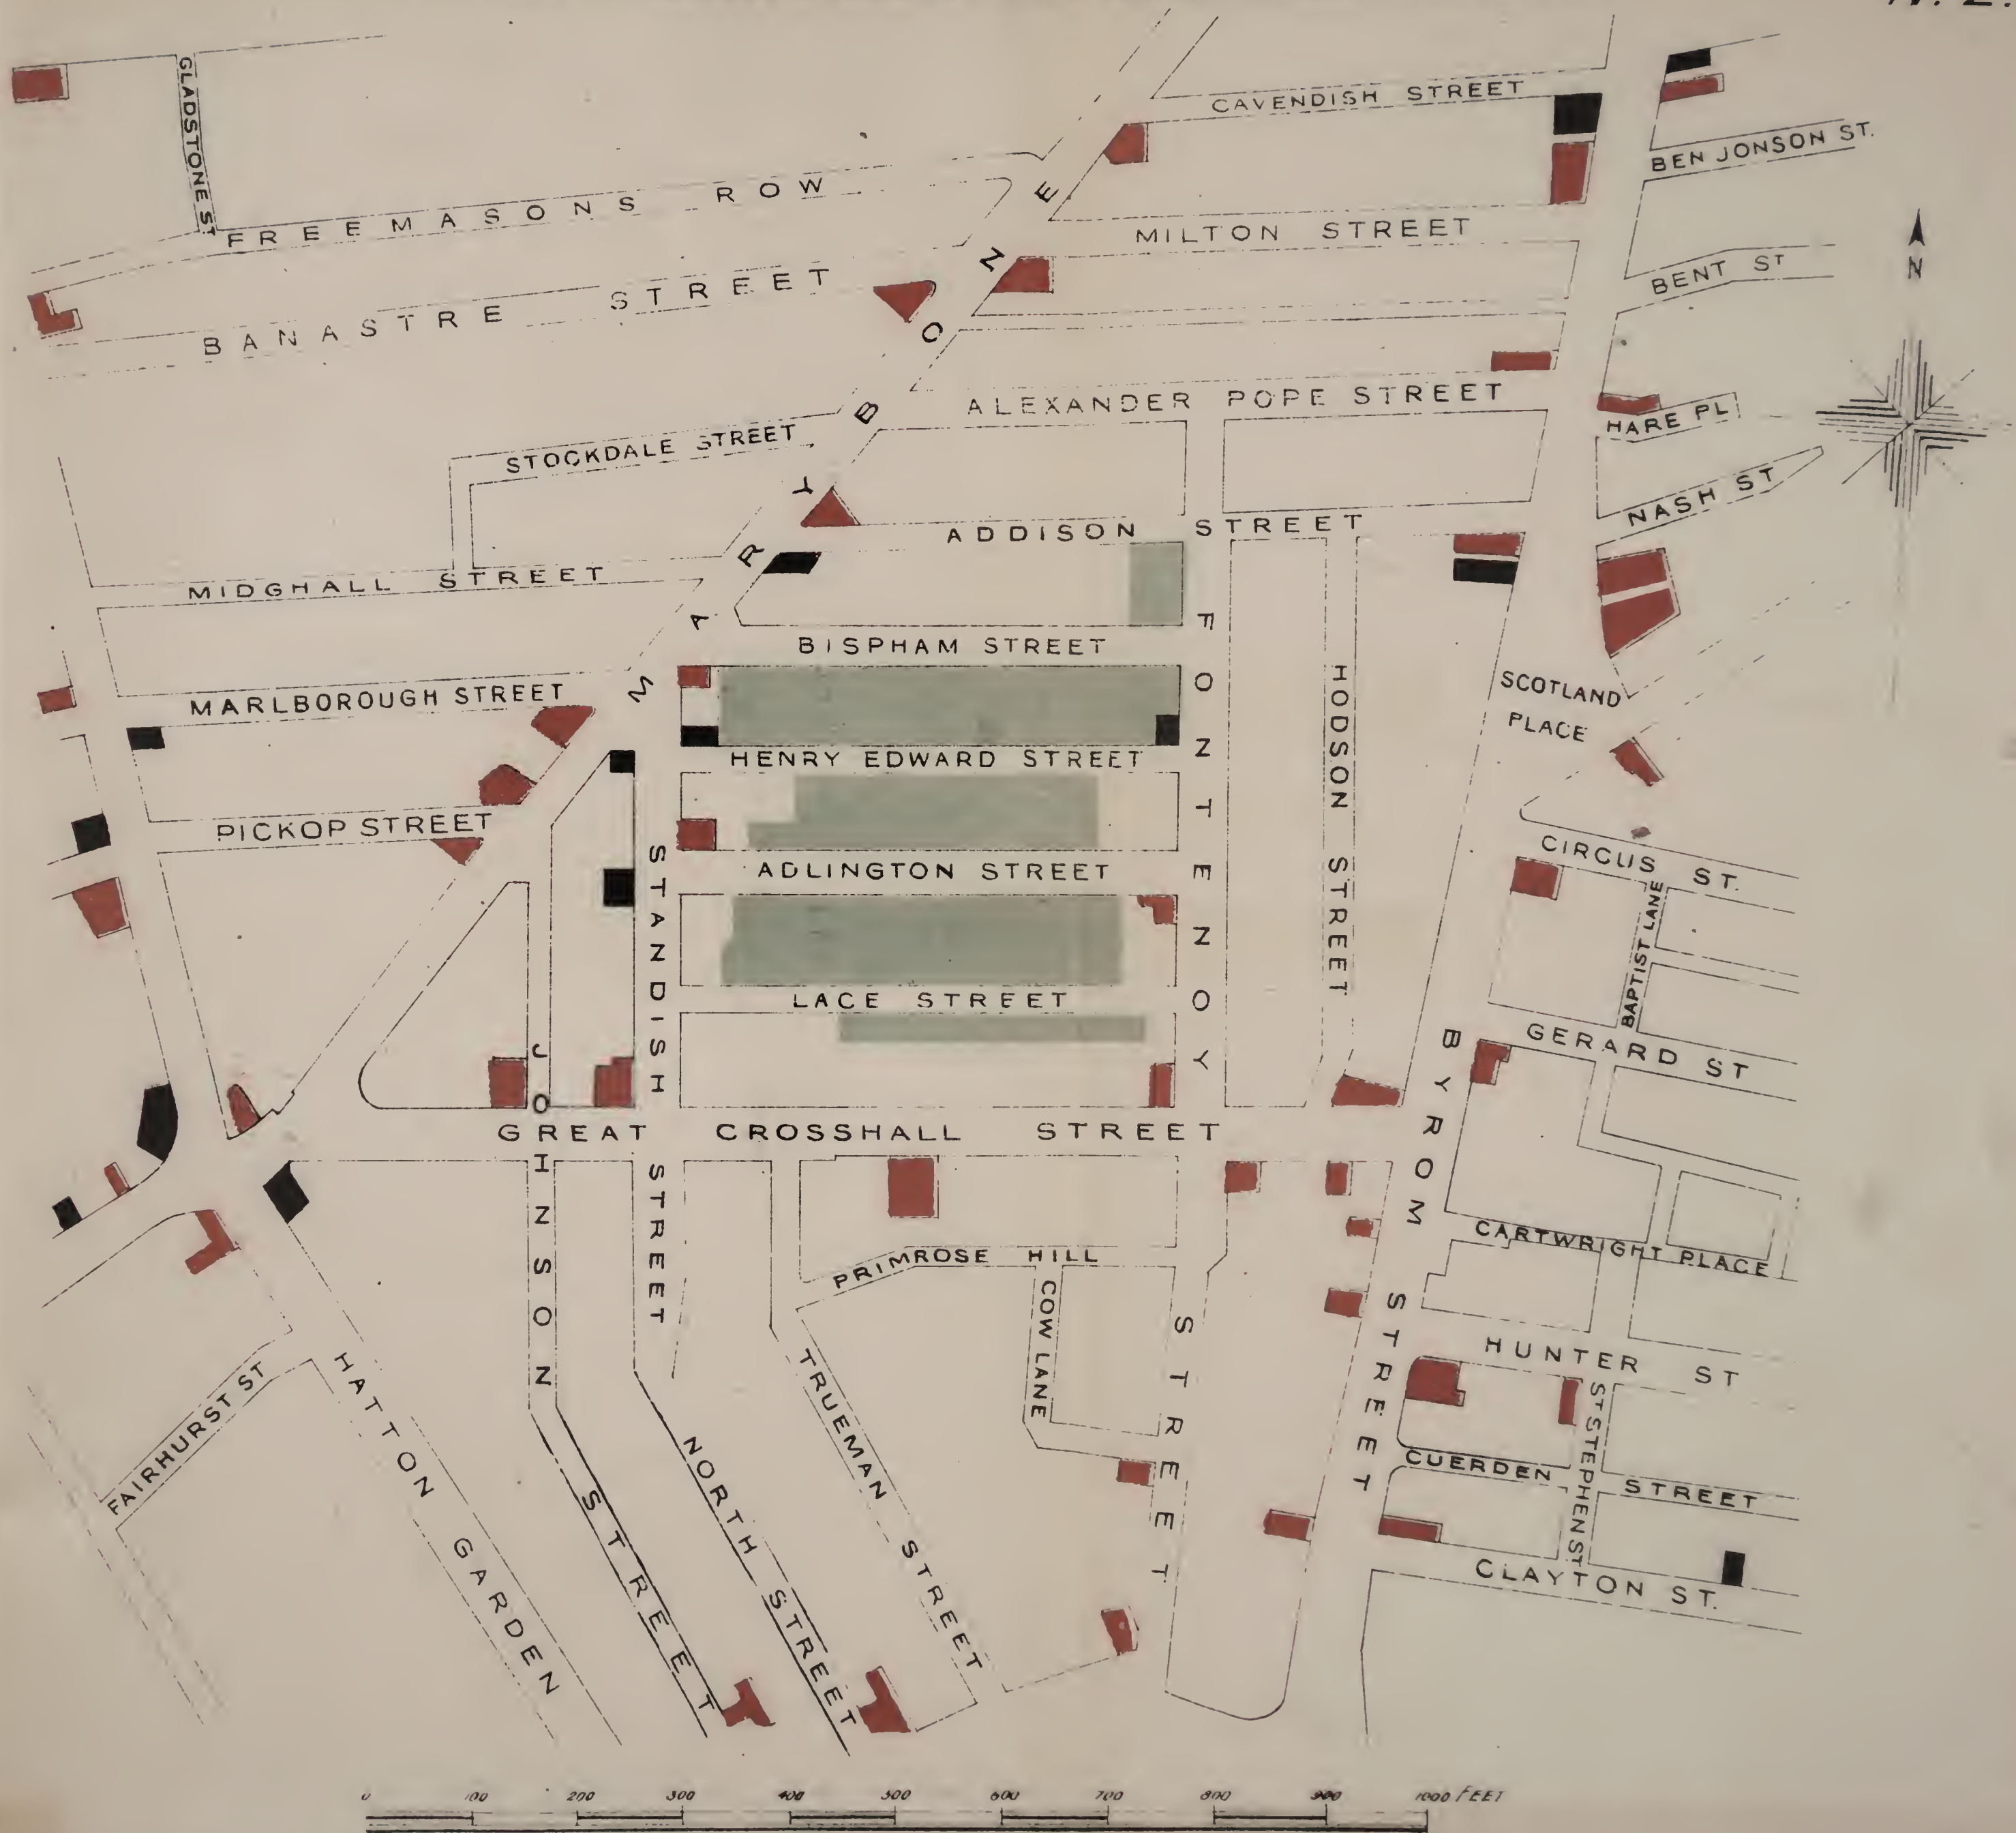 GLADSTONE ST
CAVENDISH STREET
BEN JONSON ST.
FREEMASONS ROW
MILTON STREET
BENT ST
N
BANASTRE STREET
ALEXANDER POPE STREET
HARE PL
STOCKDALE STREET
NASH ST
ADDISON STREET
MIDGHALL STREET
BISPHAM STREET
MARLBOROUGH STREET
SCOTLAND
PLACE
HENRY EDWARD STREET
HODSON STREET
PICKOP STREET
CIRCUS ST.
ADLINGTON STREET
BAPTIST LANE
STANDISH STREET
LACE STREET
FONTENOY STREET
GERARD ST
GREAT CROSSHALL STREET
BYROM STREET
JOHNSON STREET
PRIMROSE HILL
CARTWRIGHT PLACE
COW LANE
HUNTER ST
FAIRHURST ST
HATTON GARDEN
TRUEMAN STREET
NORTH STREET
ST STEPHEN ST
CUERDEN STREET
CLAYTON ST.
0 100 200 300 400 500 600 700 800 900 1000 FEET